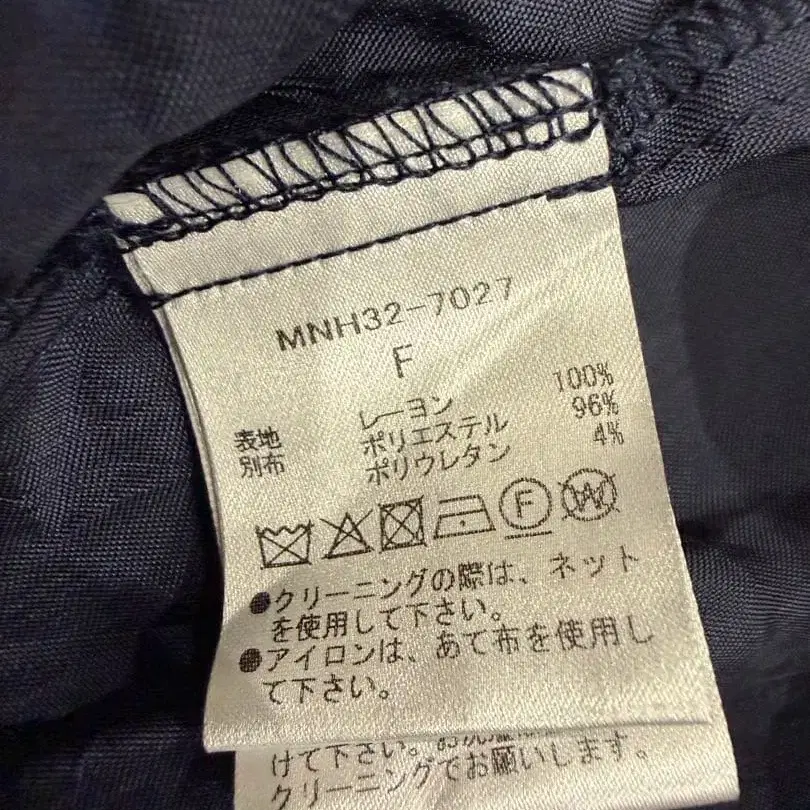 MNH32-7027
F
表地 レーヨン 100%
別布 ポリエステル 96%
ポリウレタン 4%
F W
●クリーニングの際は、ネット
を使用して下さい。
●アイロンは、あて布を使用し
て下さい。
けて下さい。
クリーニングでお願いします。